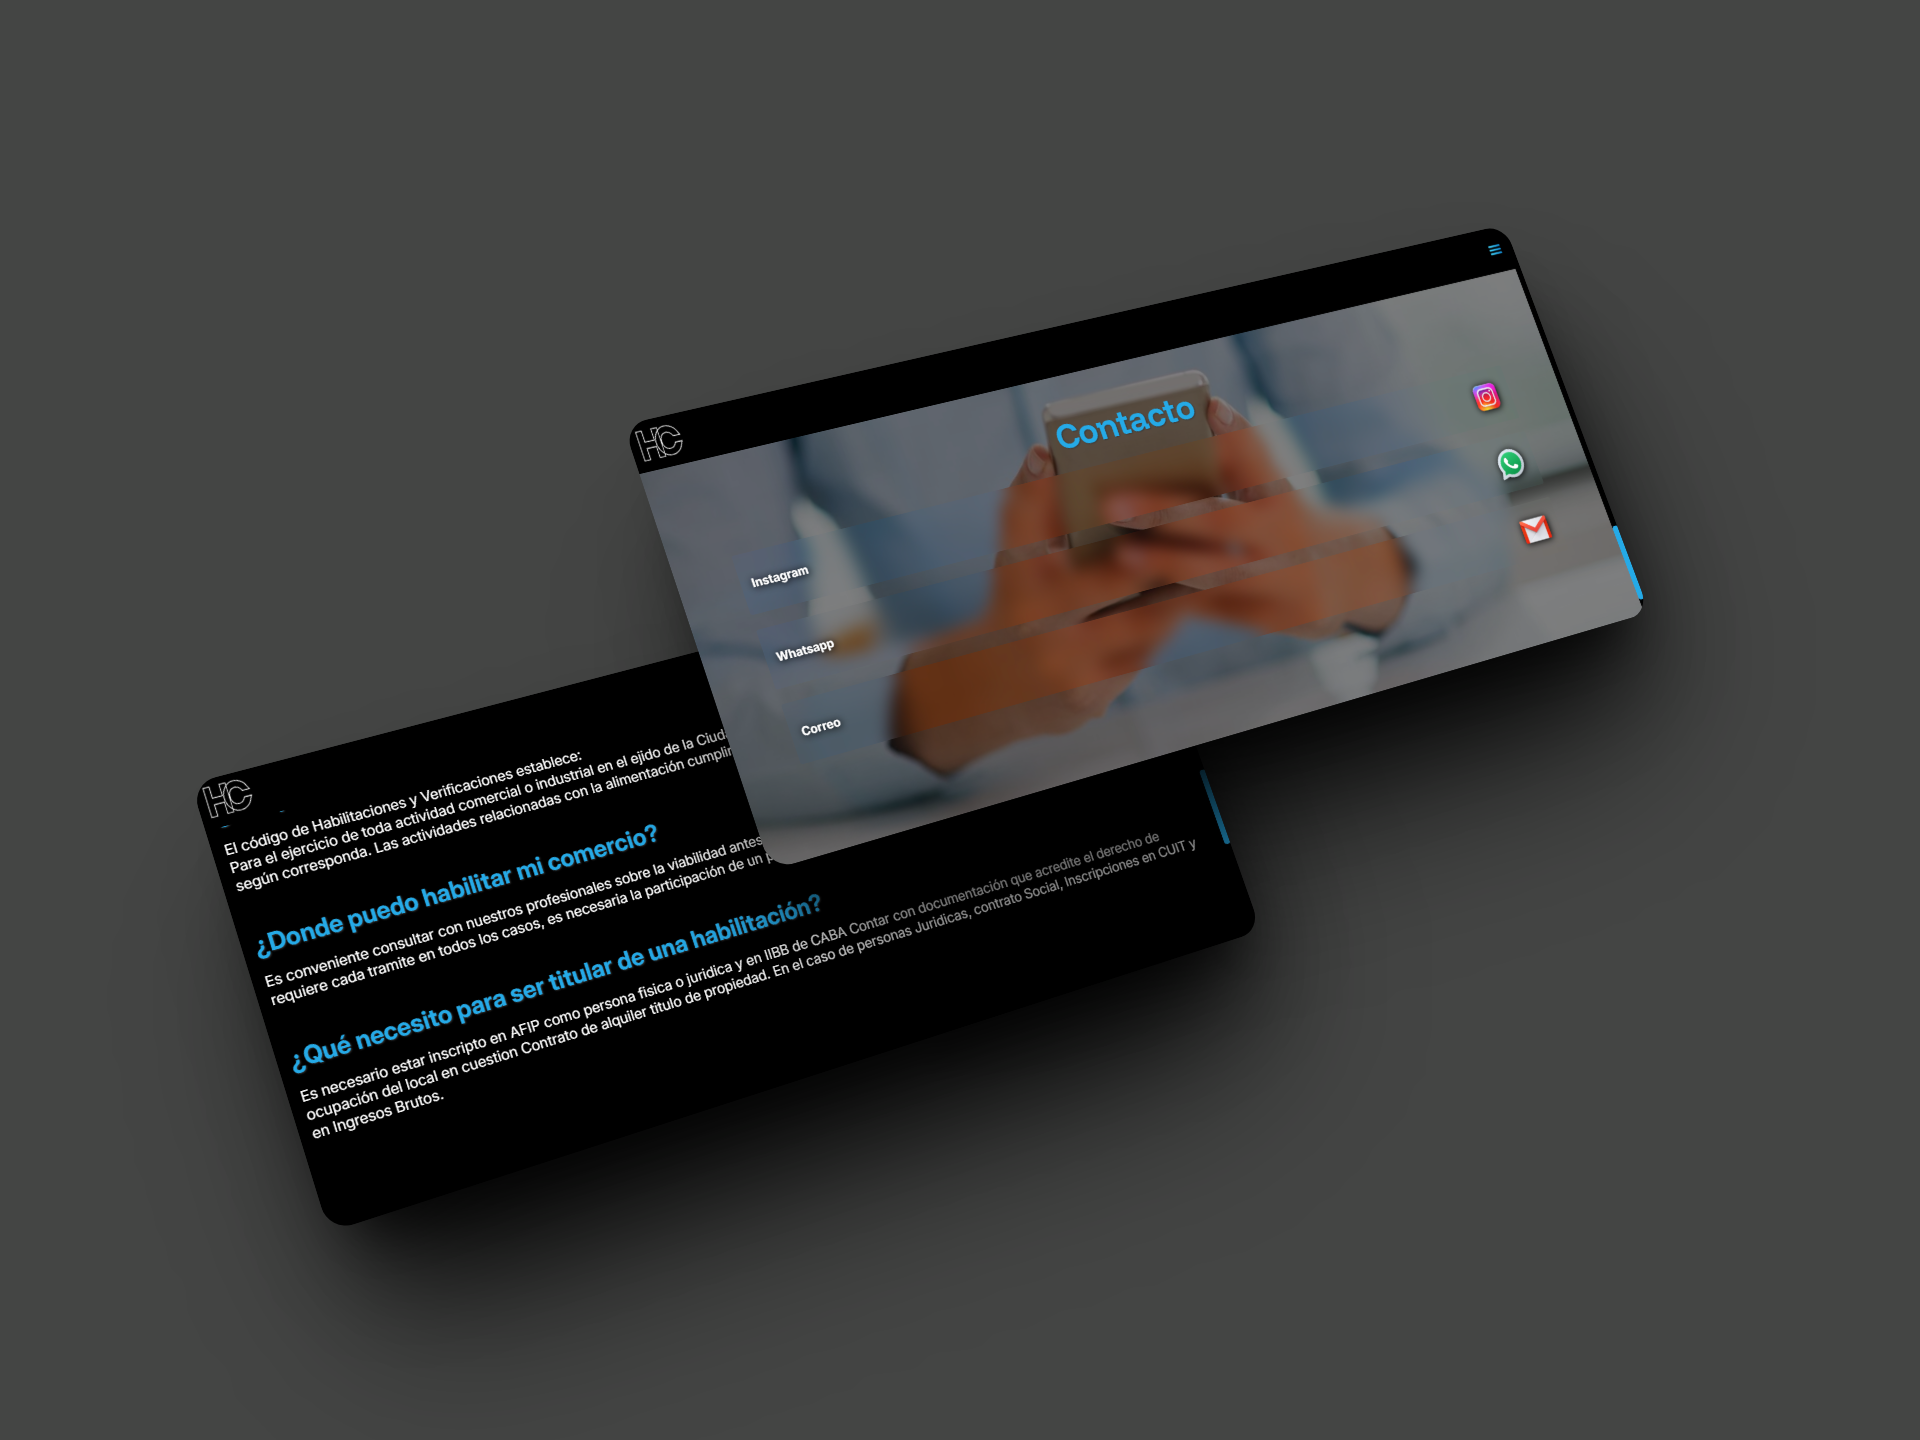 HC
Contacto
Instagram
Whatsapp
Correo
HC
El código de Habilitaciones y Verificaciones establece:
Para el ejercicio de toda actividad comercial o industrial en el ejido de la
según corresponda. Las actividades relacionadas con la alimentación
¿Donde puedo habilitar mi comercio?
Es conveniente consultar con nuestros profesionales sobre la viabilidad antes
requiere cada tramite en todos los casos, es necesaria la participación de un
¿Qué necesito para ser titular de una habilitación?
Es necesario estar inscripto en AFIP como persona fisica o juridica y en IIBB de CABA Contar con documentación que acredite el derecho de
ocupación del local en cuestion Contrato de alquiler titulo de propiedad. En el caso de personas Juridicas, contrato Social, Inscripciones en CUIT y
en Ingresos Brutos.